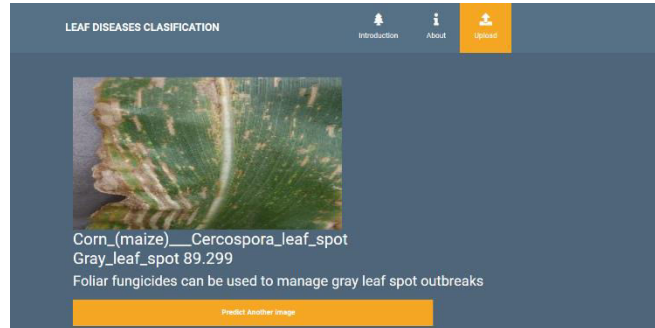 LEAF DISEASES CLASIFICATION
Introduction
About
Upload
Corn_(maize)___Cercospora_leaf_spot
Gray_leaf_spot 89.299
Foliar fungicides can be used to manage gray leaf spot outbreaks
Predict Another Image